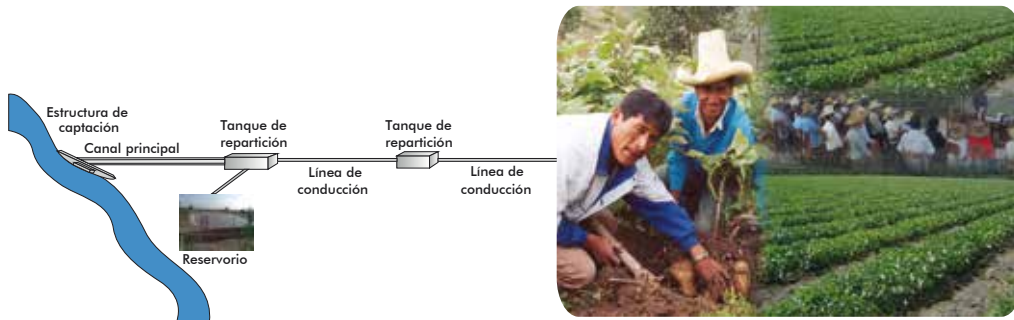 Estructura de
captación
Canal principal
Tanque de
repartición
Tanque de
repartición
Línea de
conducción
Línea de
conducción
Reservorio